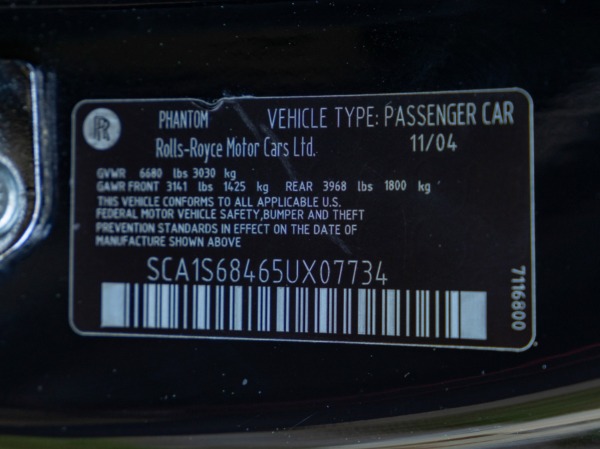 PHANTOM VEHICLE TYPE: PASSENGER CAR
Rolls-Royce Motor Cars Ltd. 11/04
GVWR 6680 lbs 3030 kg
GAWR FRONT 3141 lbs 1425 kg REAR 3968 lbs 1800 kg
THIS VEHICLE CONFORMS TO ALL APPLICABLE U.S.
FEDERAL MOTOR VEHICLE SAFETY,BUMPER AND THEFT
PREVENTION STANDARDS IN EFFECT ON THE DATE OF
MANUFACTURE SHOWN ABOVE
SCA1S68465UX07734
7116800